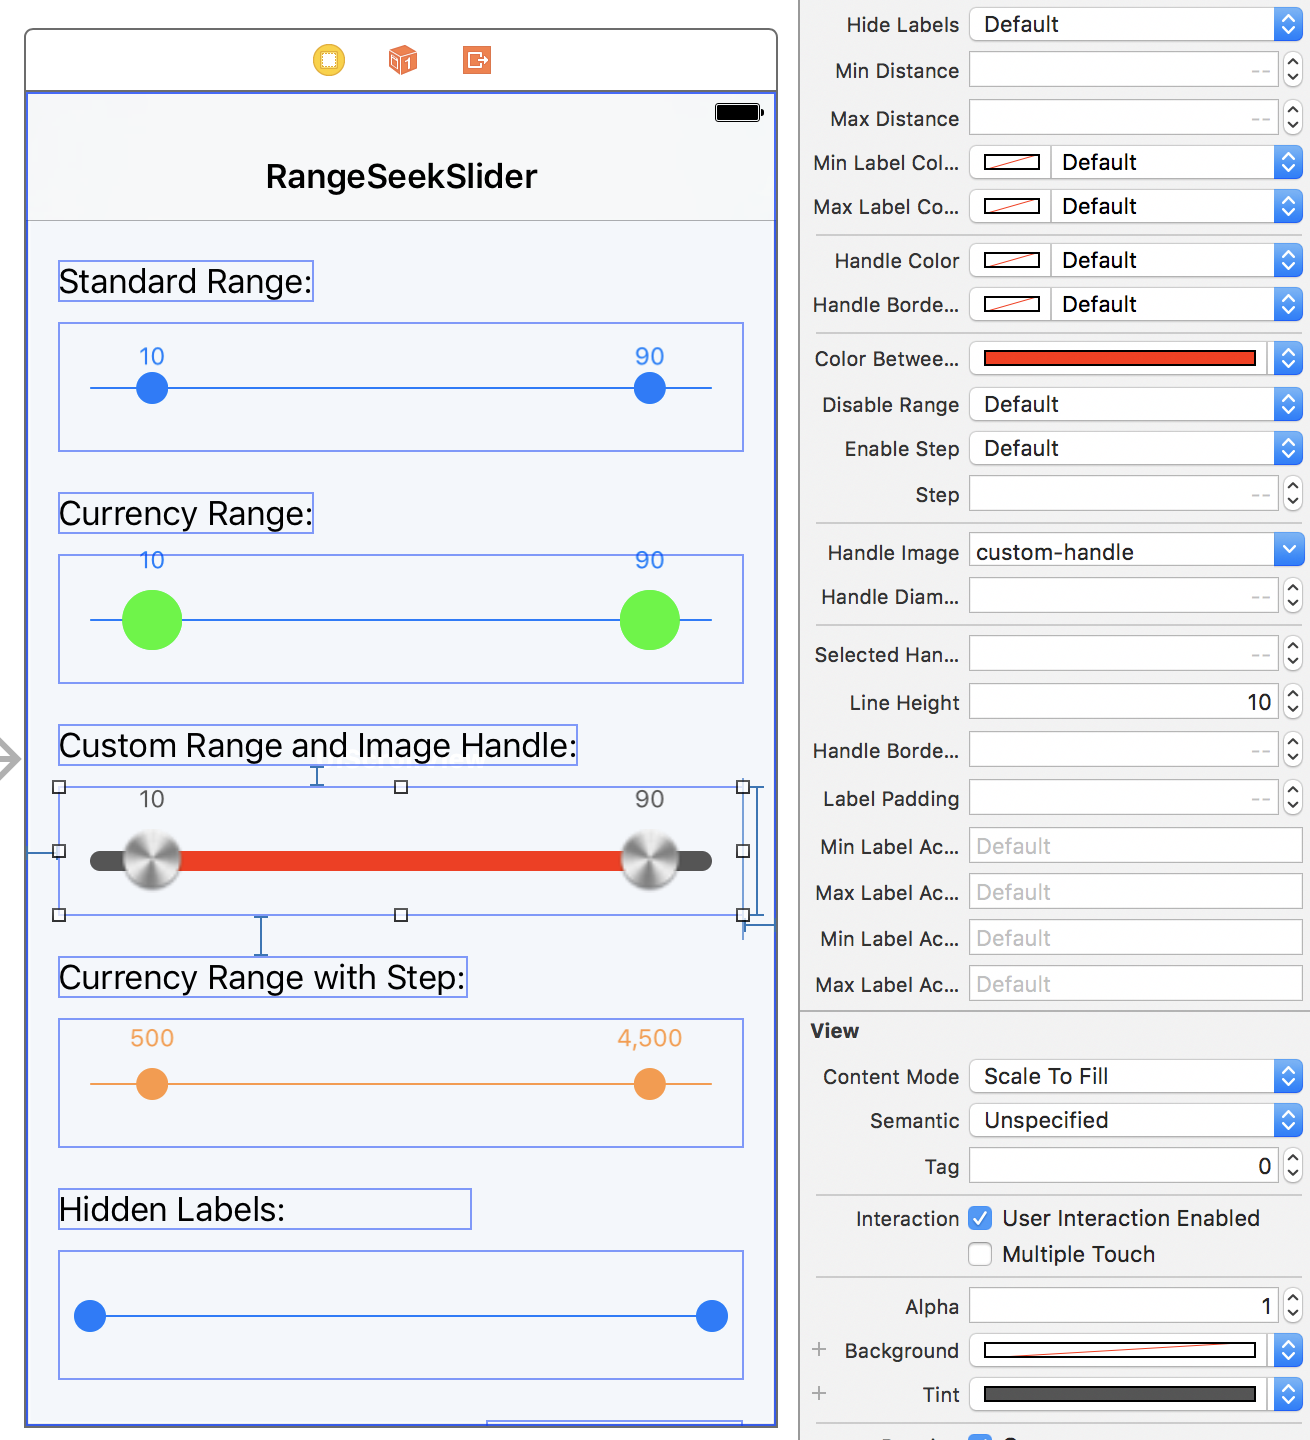 RangeSeekSlider
Standard Range:
10 90
Currency Range:
10 90
Custom Range and Image Handle:
10 90
Currency Range with Step:
500 4,500
Hidden Labels:
Hide Labels Default
Min Distance --
Max Distance --
Min Label Col... Default
Max Label Co... Default
Handle Color Default
Handle Borde... Default
Color Betwee...
Disable Range Default
Enable Step Default
Step --
Handle Image custom-handle
Handle Diam... --
Selected Han... --
Line Height 10
Handle Borde... --
Label Padding --
Min Label Ac... Default
Max Label Ac... Default
Min Label Ac... Default
Max Label Ac... Default
View
Content Mode Scale To Fill
Semantic Unspecified
Tag 0
Interaction User Interaction Enabled
Multiple Touch
Alpha 1
+ Background
+ Tint